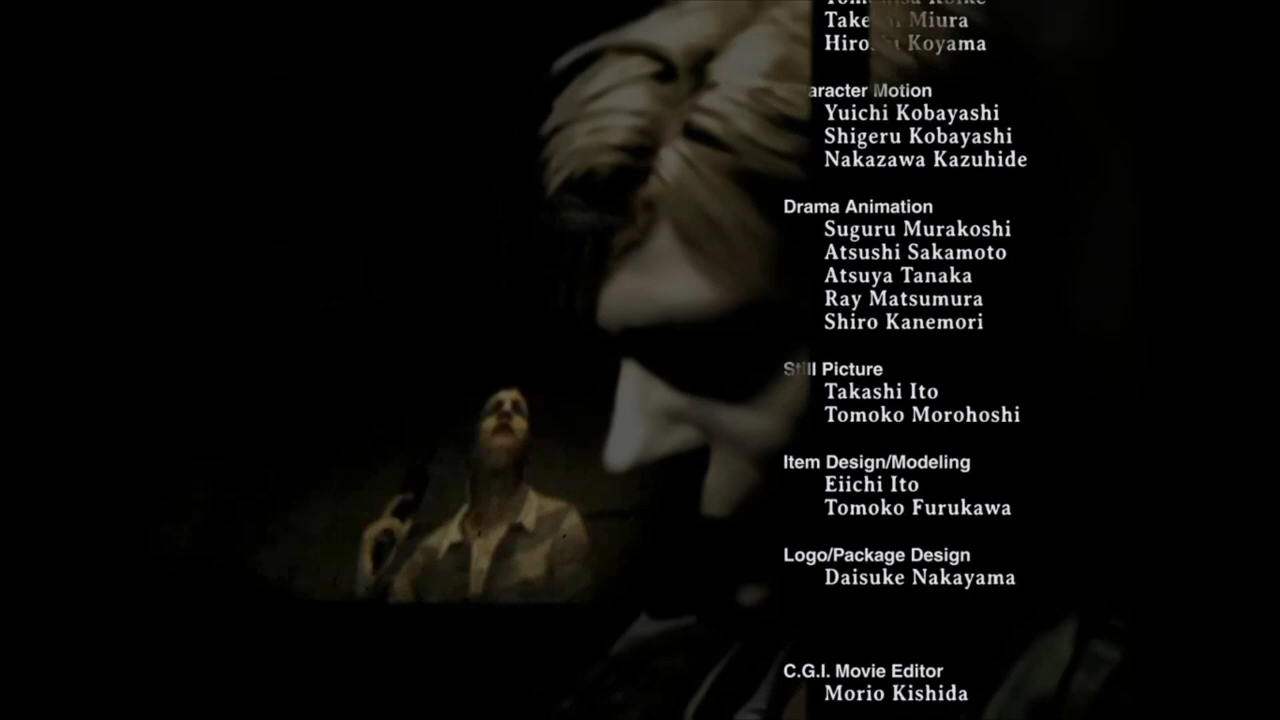 Miura
Koyama
Motion
Yuichi Kobayashi
Shigeru Kobayashi
Nakazawa Kazuhide
Drama Animation
Suguru Murakoshi
Atsushi Sakamoto
Atsuya Tanaka
Ray Matsumura
Shiro Kanemori
Still Picture
Takashi Ito
Tomoko Morohoshi
Item Design/Modeling
Eiichi Ito
Tomoko Furukawa
Logo/Package Design
Daisuke Nakayama
C.G.I. Movie Editor
Morio Kishida